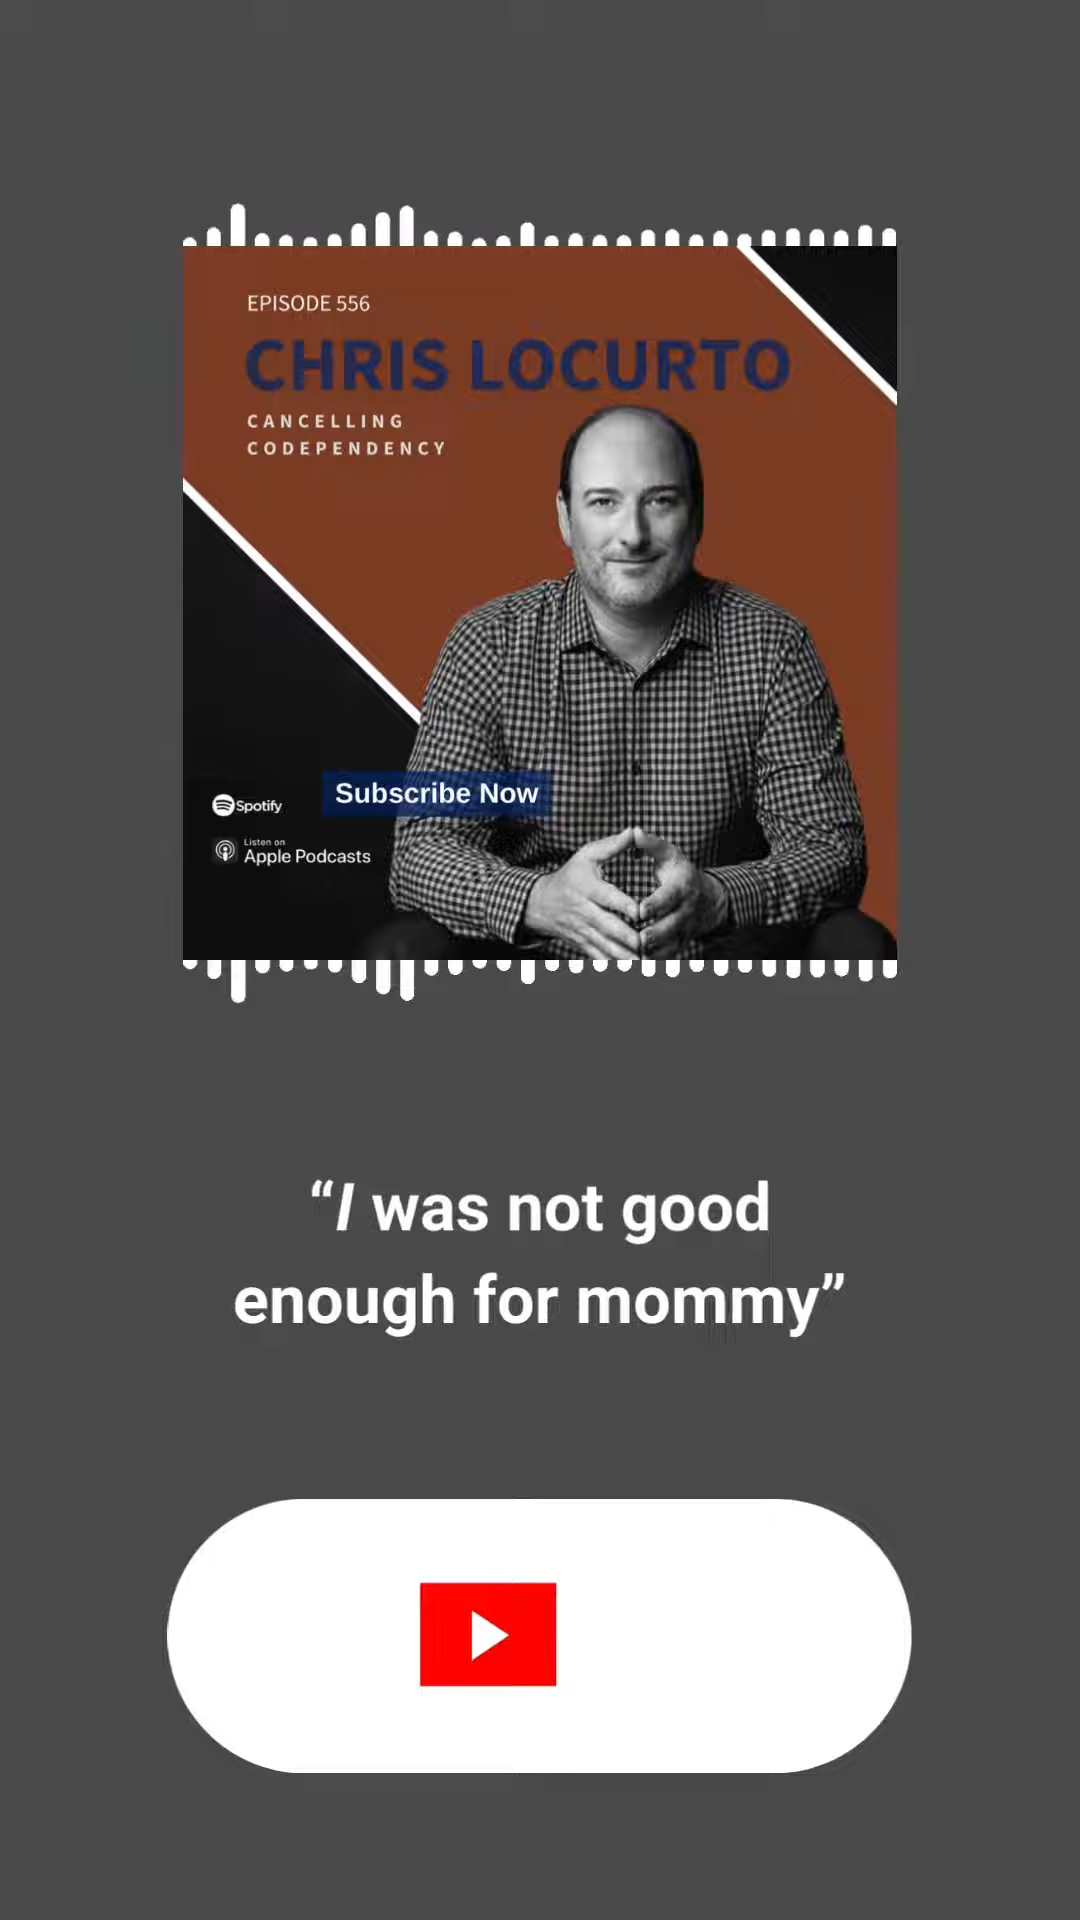 EPISODE 556
CHRIS LOCURTO
CANCELLING
CODEPENDENCY
Subscribe Now
Spotify
Listen on
Apple Podcasts
“I was not good
enough for mommy”